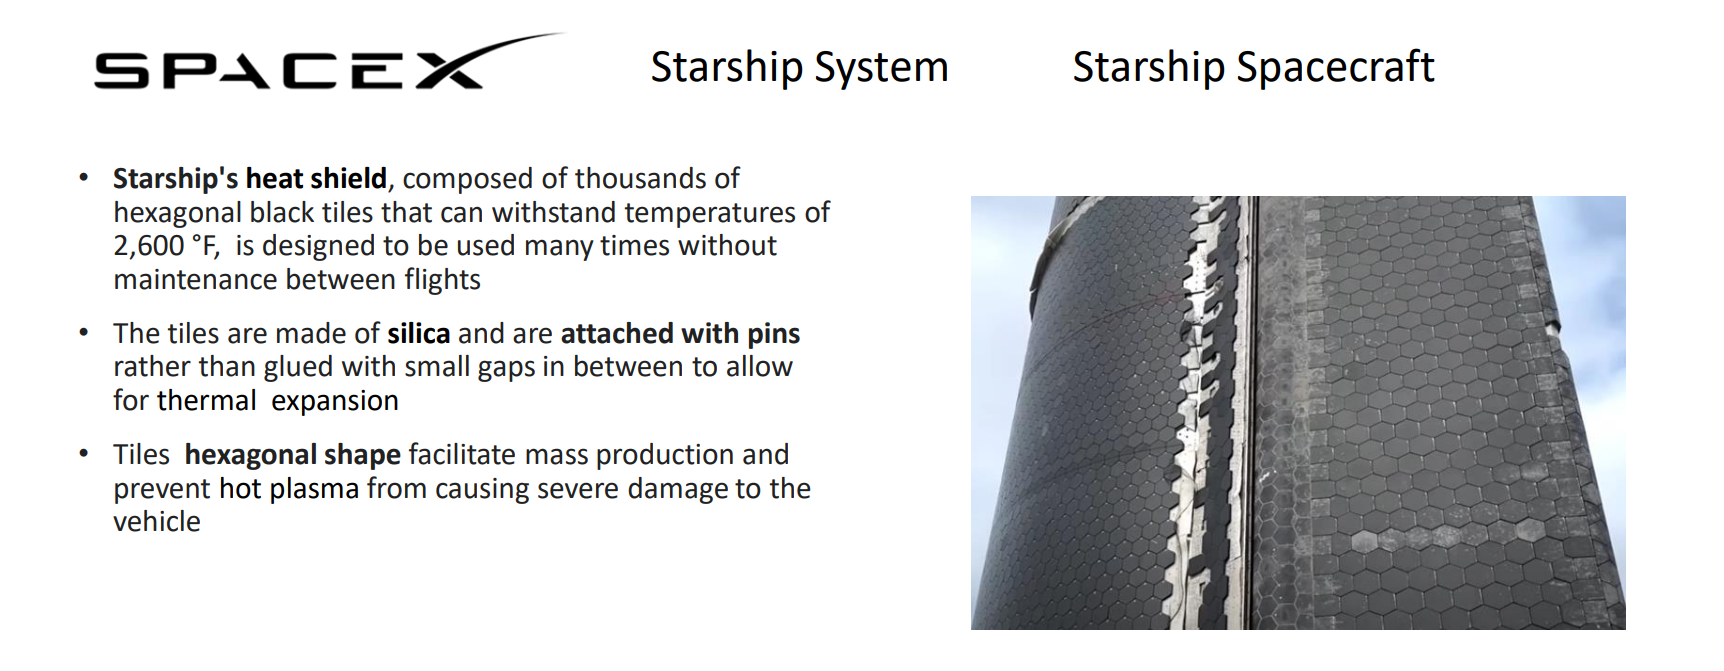 SPACEX
Starship System
Starship Spacecraft
• Starship's heat shield, composed of thousands of
hexagonal black tiles that can withstand temperatures of
2,600 °F,  is designed to be used many times without
maintenance between flights
• The tiles are made of silica and are attached with pins
rather than glued with small gaps in between to allow
for thermal  expansion
• Tiles  hexagonal shape facilitate mass production and
prevent hot plasma from causing severe damage to the
vehicle